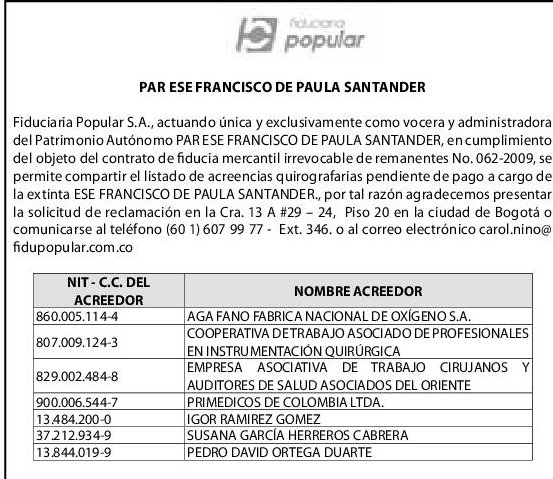 fiduciaria
popular
PAR ESE FRANCISCO DE PAULA SANTANDER
Fiduciaria Popular S.A., actuando única y exclusivamente como vocera y administradora
del Patrimonio Autónomo PAR ESE FRANCISCO DE PAULA SANTANDER, en cumplimiento
del objeto del contrato de fiducia mercantil irrevocable de remanentes No. 062-2009, se
permite compartir el listado de acreencias quirografarias pendiente de pago a cargo de
la extinta ESE FRANCISCO DE PAULA SANTANDER., por tal razón agradecemos presentar
la solicitud de reclamación en la Cra. 13 A #29 – 24, Piso 20 en la ciudad de Bogotá o
comunicarse al teléfono (60 1) 607 99 77 - Ext. 346. o al correo electrónico carol.nino@
fidupopular.com.co
NIT - C.C. DEL
ACREEDOR
NOMBRE ACREEDOR
860.005.114-4 AGA FANO FABRICA NACIONAL DE OXÍGENO S.A.
807.009.124-3 COOPERATIVA DE TRABAJO ASOCIADO DE PROFESIONALES
EN INSTRUMENTACIÓN QUIRÚRGICA
829.002.484-8 EMPRESA ASOCIATIVA DE TRABAJO CIRUJANOS Y
AUDITORES DE SALUD ASOCIADOS DEL ORIENTE
900.006.544-7 PRIMEDICOS DE COLOMBIA LTDA.
13.484.200-0 IGOR RAMIREZ GOMEZ
37.212.934-9 SUSANA GARCÍA HERREROS CABRERA
13.844.019-9 PEDRO DAVID ORTEGA DUARTE